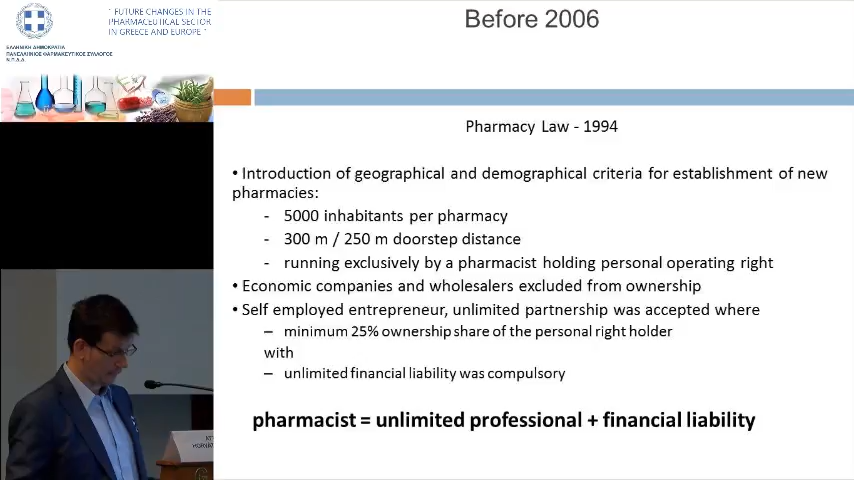 " FUTURE CHANGES IN THE
PHARMACEUTICAL SECTOR
IN GREECE AND EUROPE "
ΕΛΛΗΝΙΚΗ ΔΗΜΟΚΡΑΤΙΑ
ΠΑΝΕΛΛΗΝΙΟΣ ΦΑΡΜΑΚΕΥΤΙΚΟΣ ΣΥΛΛΟΓΟΣ
Ν.Π.Δ.Δ.
Before 2006
Pharmacy Law - 1994
• Introduction of geographical and demographical criteria for establishment of new
pharmacies:
- 5000 inhabitants per pharmacy
- 300 m / 250 m doorstep distance
- running exclusively by a pharmacist holding personal operating right
• Economic companies and wholesalers excluded from ownership
• Self employed entrepreneur, unlimited partnership was accepted where
– minimum 25% ownership share of the personal right holder
with
– unlimited financial liability was compulsory
pharmacist = unlimited professional + financial liability